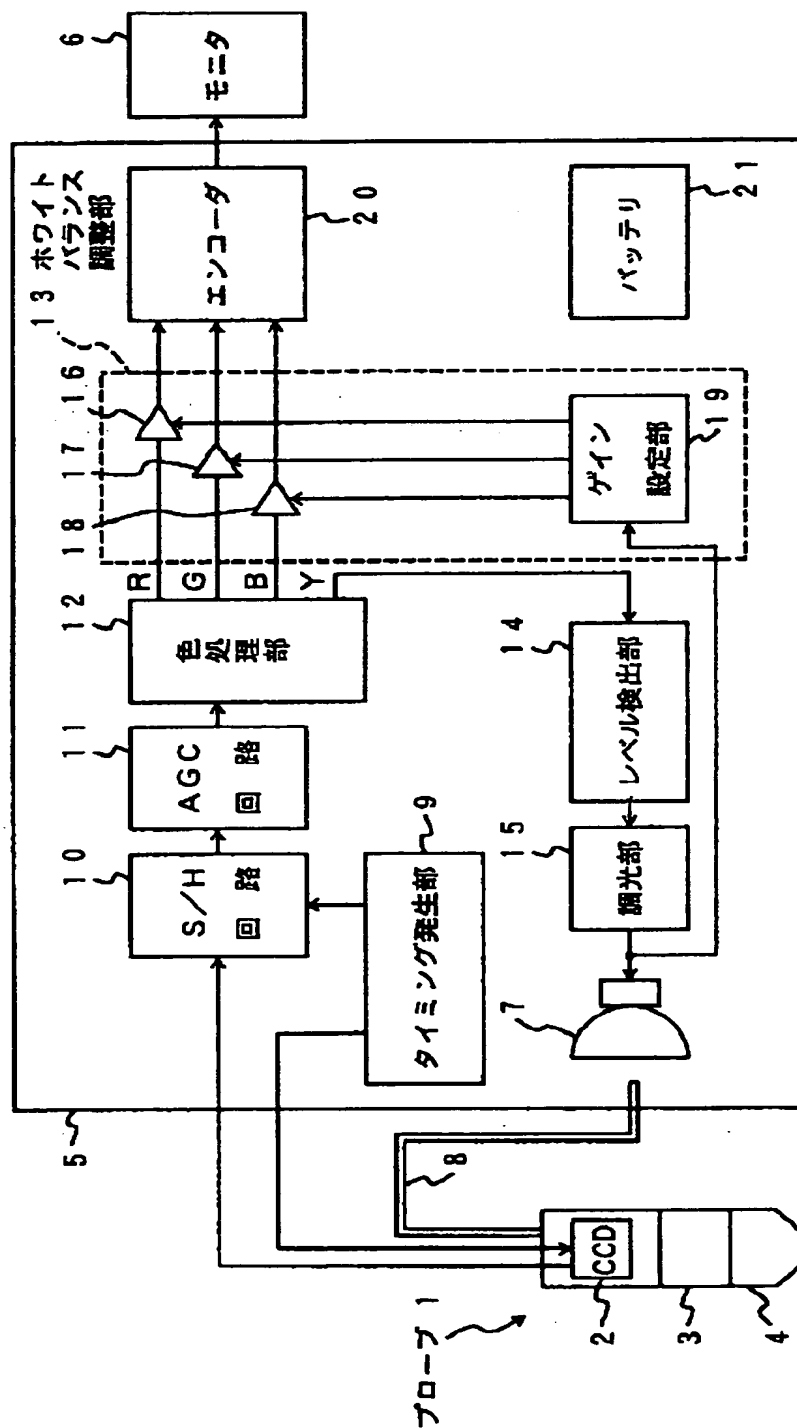 プローブ 1
CCD
2
3
4
5
8
S/H
回 路
10
AGC
回 路
11
色処理部
12
R
G
B
Y
18
17
16
13 ホワイト
バランス
調整部
エンコーダ
20
モニタ
6
タイミング発生部
9
7
調光部
15
レベル検出部
14
ゲイン
設定部
19
バッテリ
21